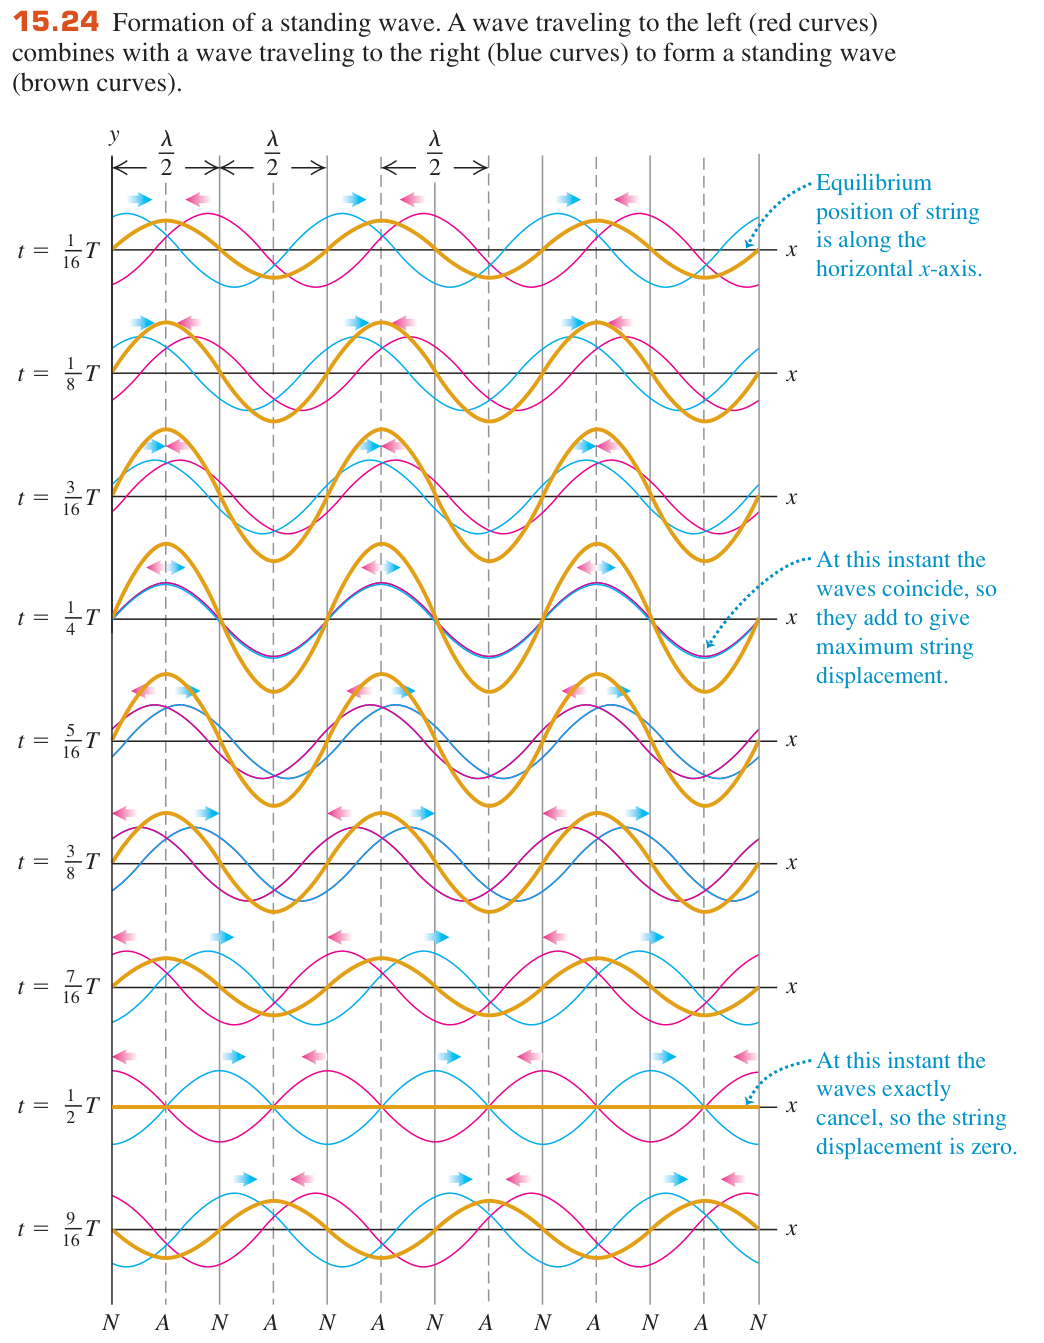 15.24 Formation of a standing wave. A wave traveling to the left (red curves)
combines with a wave traveling to the right (blue curves) to form a standing wave
(brown curves).
y
λ/2 λ/2 λ/2
t = 1/16 T
x
Equilibrium
position of string
is along the
horizontal x-axis.
t = 1/8 T
x
t = 3/16 T
x
t = 1/4 T
x
At this instant the
waves coincide, so
they add to give
maximum string
displacement.
t = 5/16 T
x
t = 3/8 T
x
t = 7/16 T
x
t = 1/2 T
x
At this instant the
waves exactly
cancel, so the string
displacement is zero.
t = 9/16 T
x
N A N A N A N A N A N A N